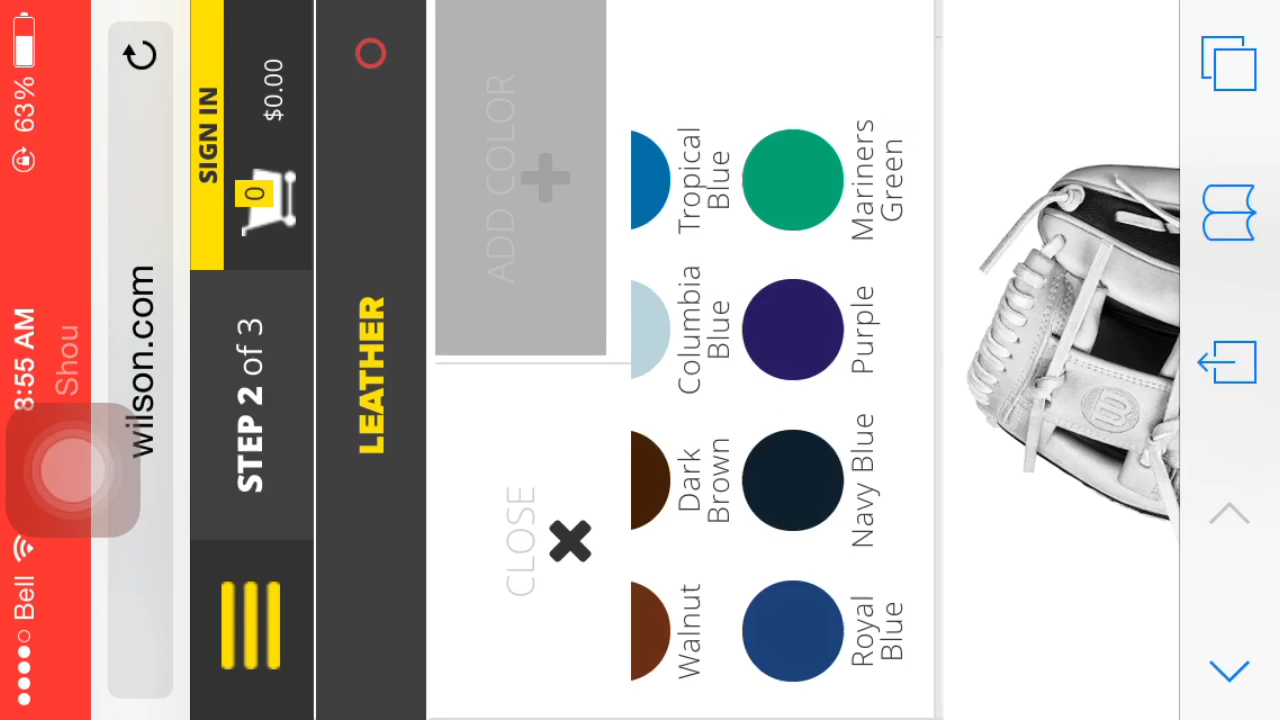 Bell 8:55 AM 63%
Shou
wilson.com
STEP 2 of 3
SIGN IN
0
$0.00
LEATHER
CLOSE
ADD COLOR
Walnut
Dark
Brown
Columbia
Blue
Tropical
Blue
Royal
Blue
Navy Blue
Purple
Mariners
Green
W